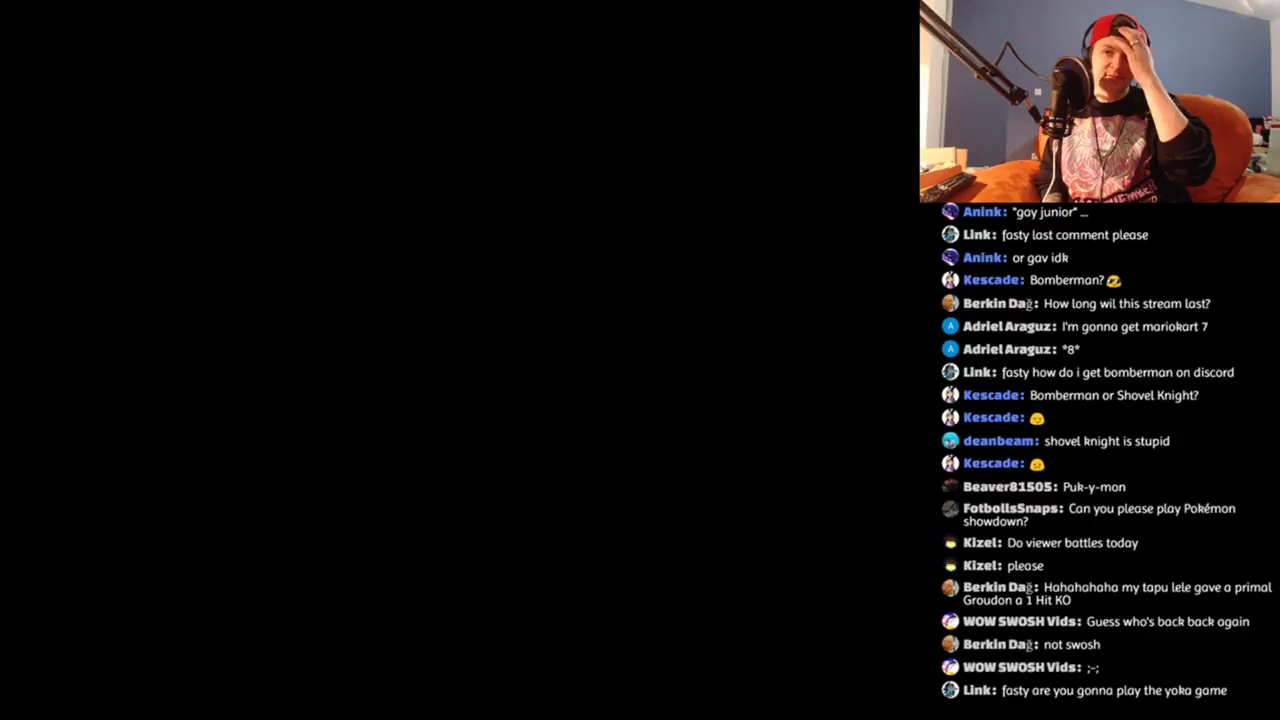 Anink: "gay junior" ...
Link: fasty last comment please
Anink: or gav idk
Kescade: Bomberman?
Berkin Dağ: How long wil this stream last?
Adriel Araguz: I'm gonna get mariokart 7
Adriel Araguz: *8*
Link: fasty how do i get bomberman on discord
Kescade: Bomberman or Shovel Knight?
Kescade:
deanbeam: shovel knight is stupid
Kescade:
Beaver81505: Puk-y-mon
FotbollsSnaps: Can you please play Pokémon
showdown?
Kizel: Do viewer battles today
Kizel: please
Berkin Dağ: Hahahahaha my tapu lele gave a primal
Groudon a 1 Hit KO
WOW SWOSH Vids: Guess who's back back again
Berkin Dağ: not swosh
WOW SWOSH Vids: ;-;
Link: fasty are you gonna play the yoka game